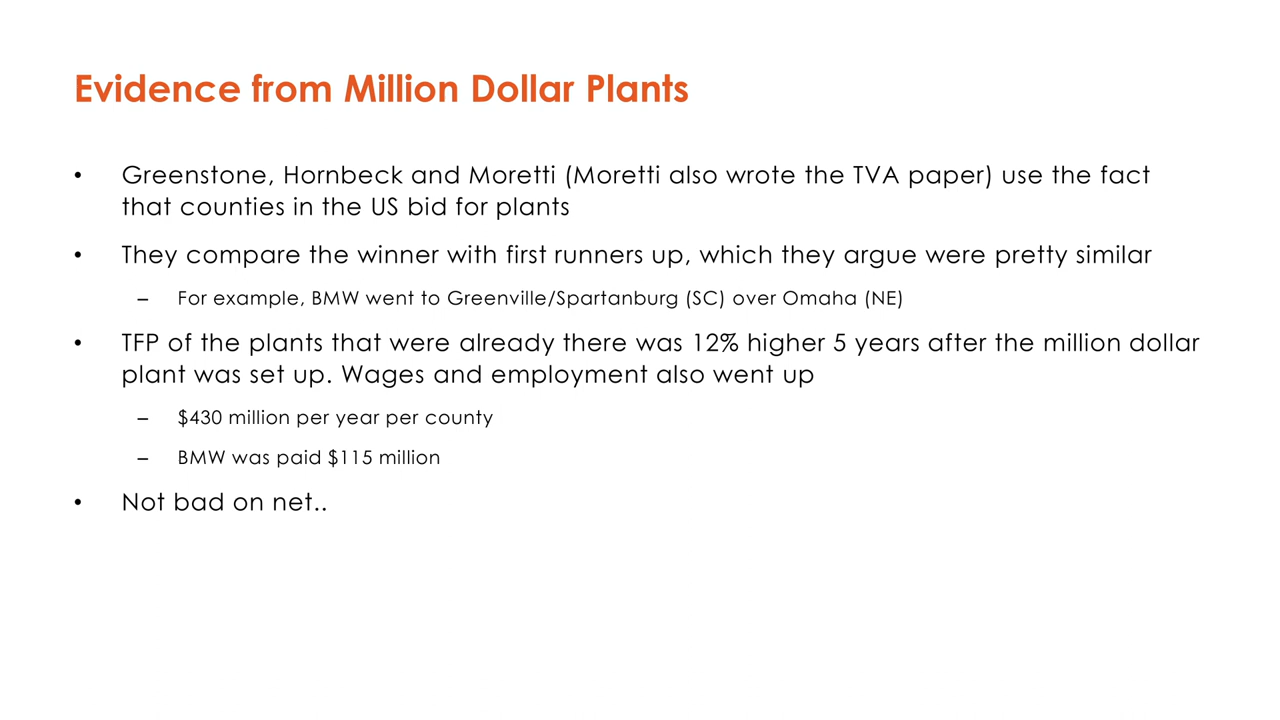 Evidence from Million Dollar Plants
• Greenstone, Hornbeck and Moretti (Moretti also wrote the TVA paper) use the fact
that counties in the US bid for plants
• They compare the winner with first runners up, which they argue were pretty similar
– For example, BMW went to Greenville/Spartanburg (SC) over Omaha (NE)
• TFP of the plants that were already there was 12% higher 5 years after the million dollar
plant was set up. Wages and employment also went up
– $430 million per year per county
– BMW was paid $115 million
• Not bad on net..